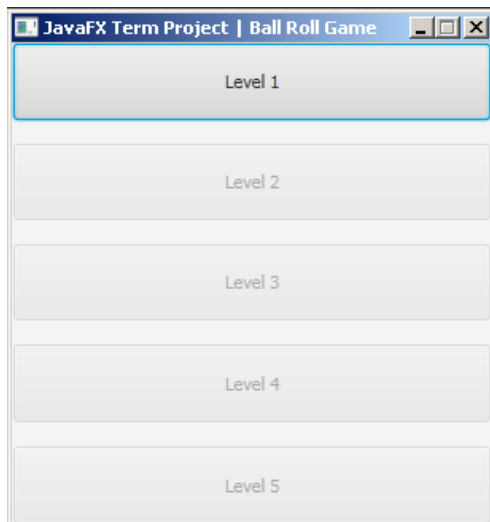 JavaFX Term Project | Ball Roll Game
Level 1
Level 2
Level 3
Level 4
Level 5